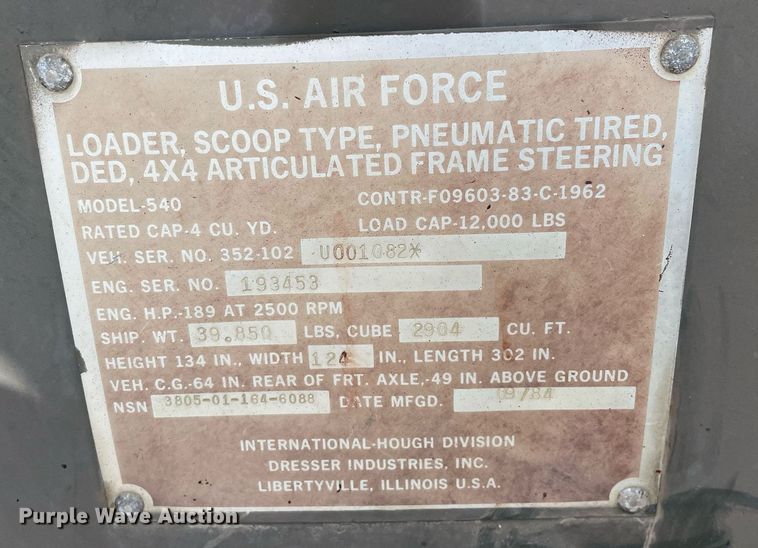 U.S. AIR FORCE
LOADER, SCOOP TYPE, PNEUMATIC TIRED,
DED, 4X4 ARTICULATED FRAME STEERING
MODEL-540 CONTR-F09603-83-C-1962
RATED CAP-4 CU. YD. LOAD CAP-12,000 LBS
VEH. SER. NO. 352-102 U001082X
ENG. SER. NO. 193453
ENG. H.P.-189 AT 2500 RPM
SHIP. WT. 39.850 LBS, CUBE 2904 CU. FT.
HEIGHT 134 IN., WIDTH 124 IN., LENGTH 302 IN.
VEH. C.G.-64 IN. REAR OF FRT. AXLE,-49 IN. ABOVE GROUND
NSN 3805-01-164-6088 DATE MFGD. 09/84
INTERNATIONAL-HOUGH DIVISION
DRESSER INDUSTRIES, INC.
LIBERTYVILLE, ILLINOIS U.S.A.
Purple Wave Auction